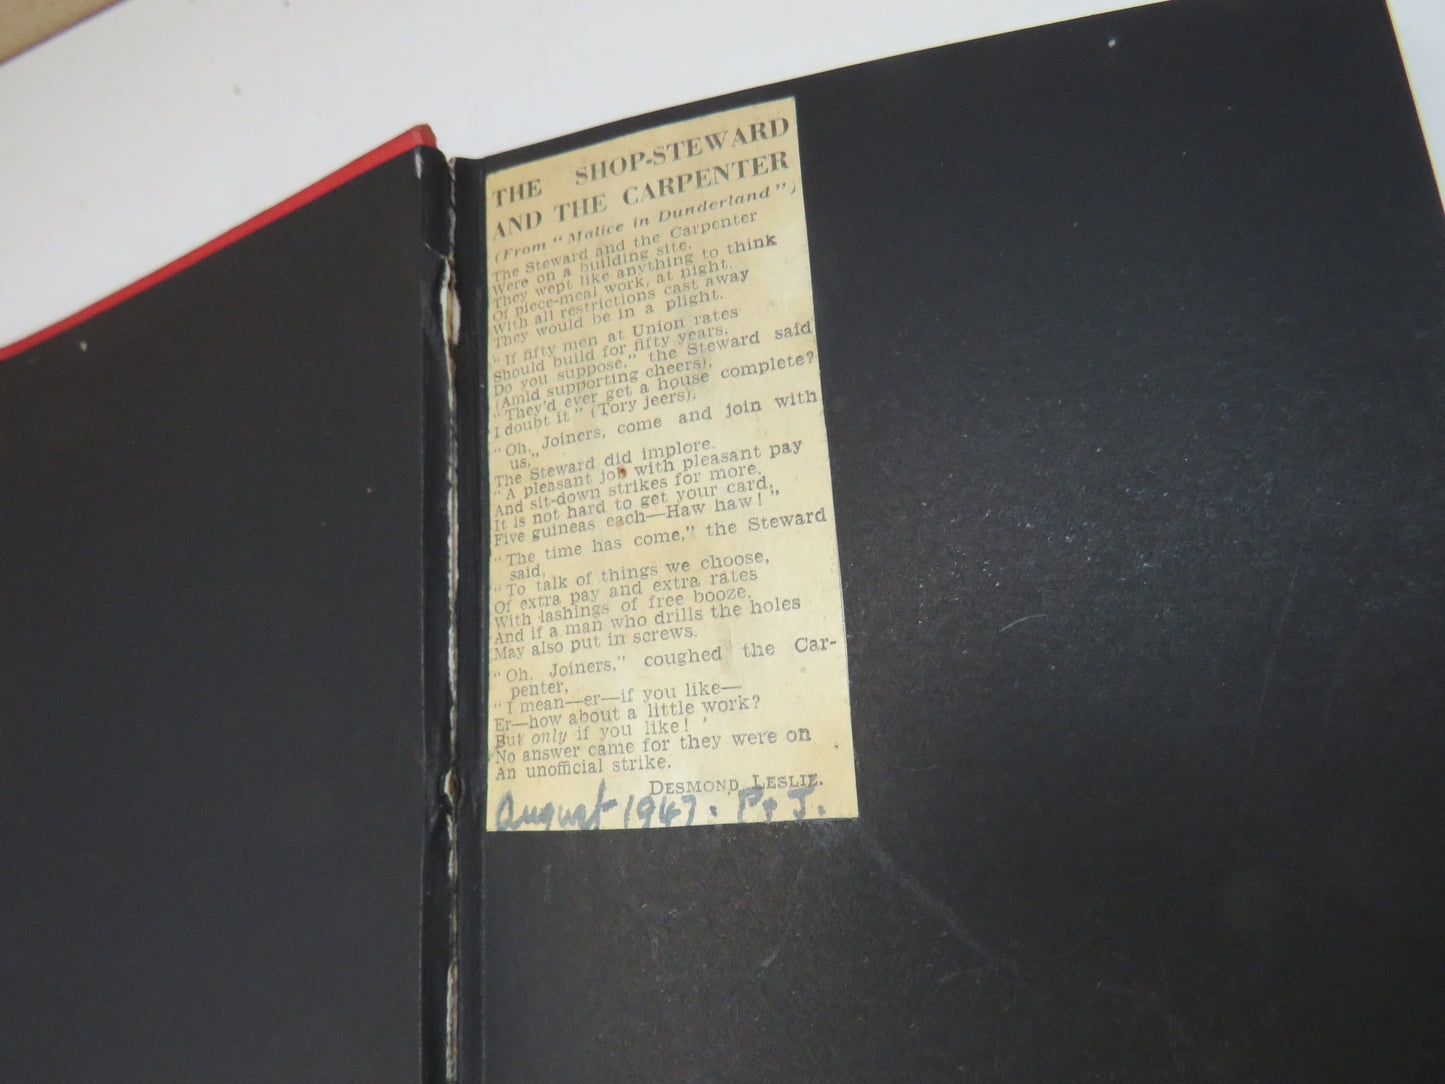 THE SHOP-STEWARD
AND THE CARPENTER
(From "Malice in Dunderland")
The Steward and the Carpenter
Were on a building site.
They wept like anything to think
Of piece-meal work, at night.
With all restrictions cast away
They would be in a plight.
"If fifty men at Union rates
Should build for fifty years,
Do you suppose," the Steward said
(Amid supporting cheers),
"They'd ever get a house complete?
I doubt it" (Tory jeers).
"Oh, Joiners, come and join with
us,"
The Steward did implore.
"A pleasant job with pleasant pay
And sit-down strikes for more.
It is not hard to get your card,
Five guineas each—Haw haw!"
"The time has come," the Steward
said,
"To talk of things we choose,
Of extra pay and extra rates
With lashings of free booze.
And if a man who drills the holes
May also put in screws.
"Oh, Joiners," coughed the Car-
penter,
"I mean—er—if you like—
Er—how about a little work?
But only if you like!'
No answer came for they were on
An unofficial strike.
DESMOND LESLIE.
August 1947. P. J.